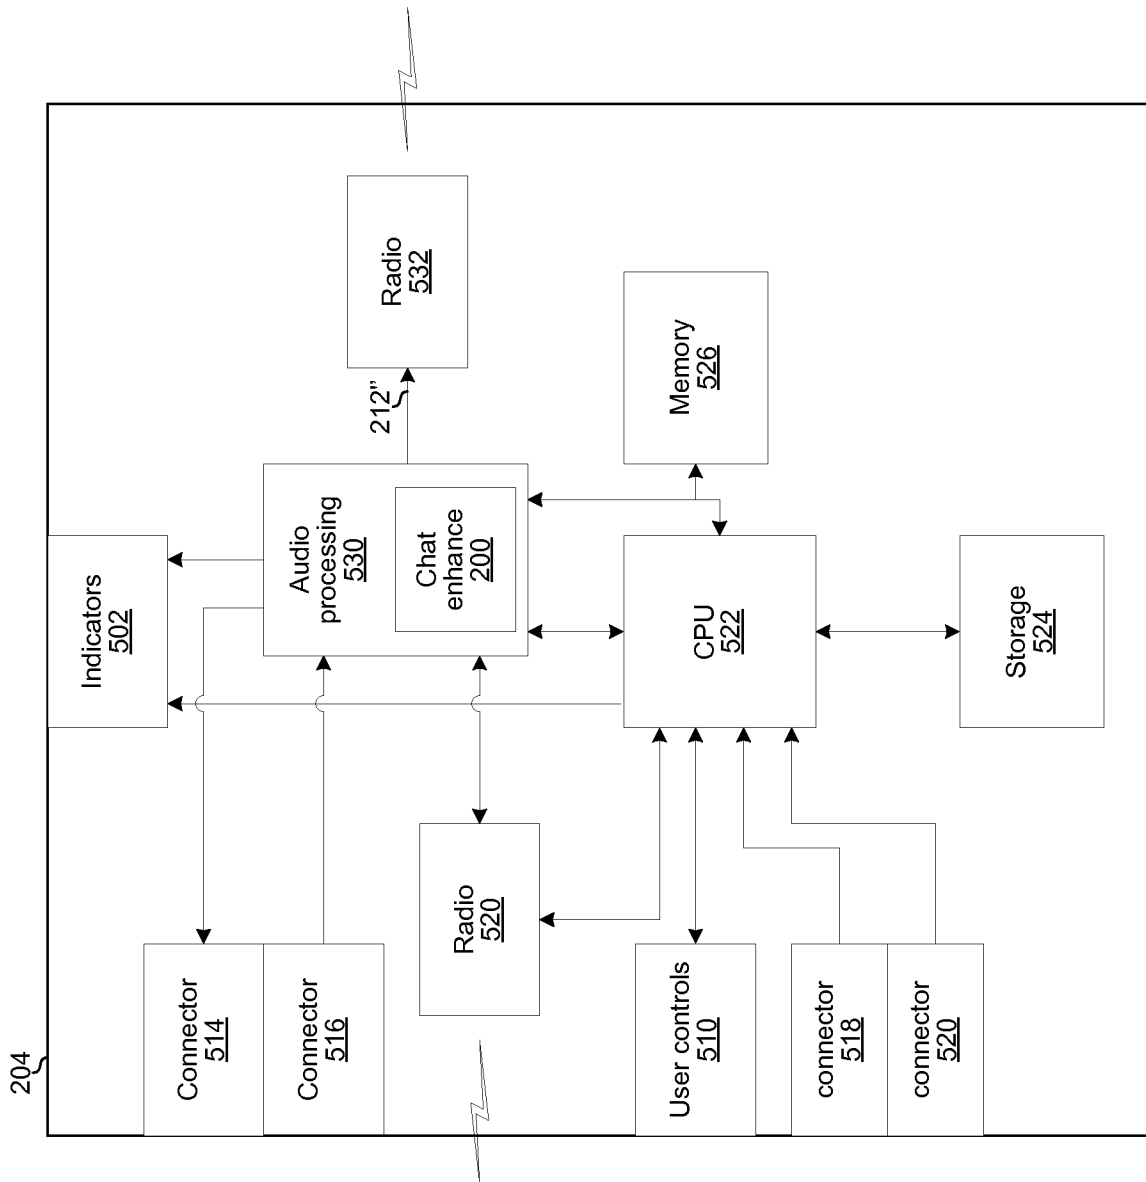 204
Connector
514
Connector
516
Radio
520
User controls
510
connector
518
connector
520
Indicators
502
Audio
processing
530
Chat
enhance
200
CPU
522
Storage
524
212”
Radio
532
Memory
526